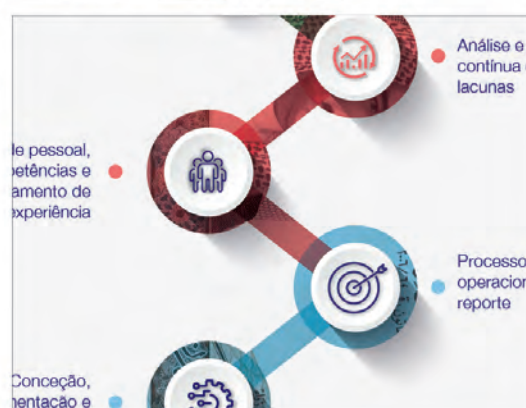 Análise e
contínua
lacunas
de pessoal,
petências e
amento de
experiência
Processo
operacion
reporte
Conceção,
mentação e